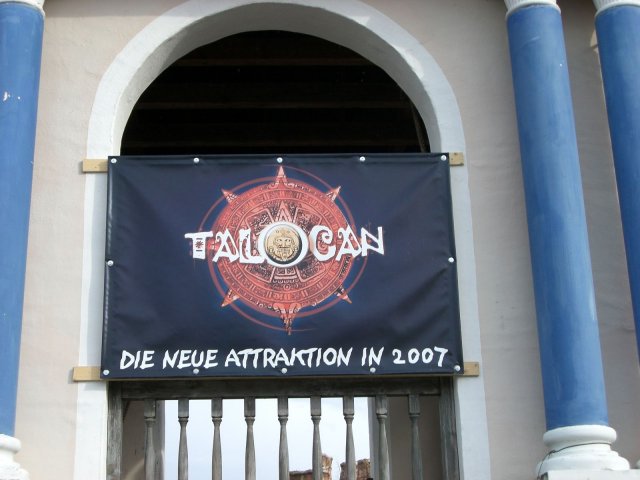 TALOCAN
DIE NEUE ATTRAKTION IN 2007